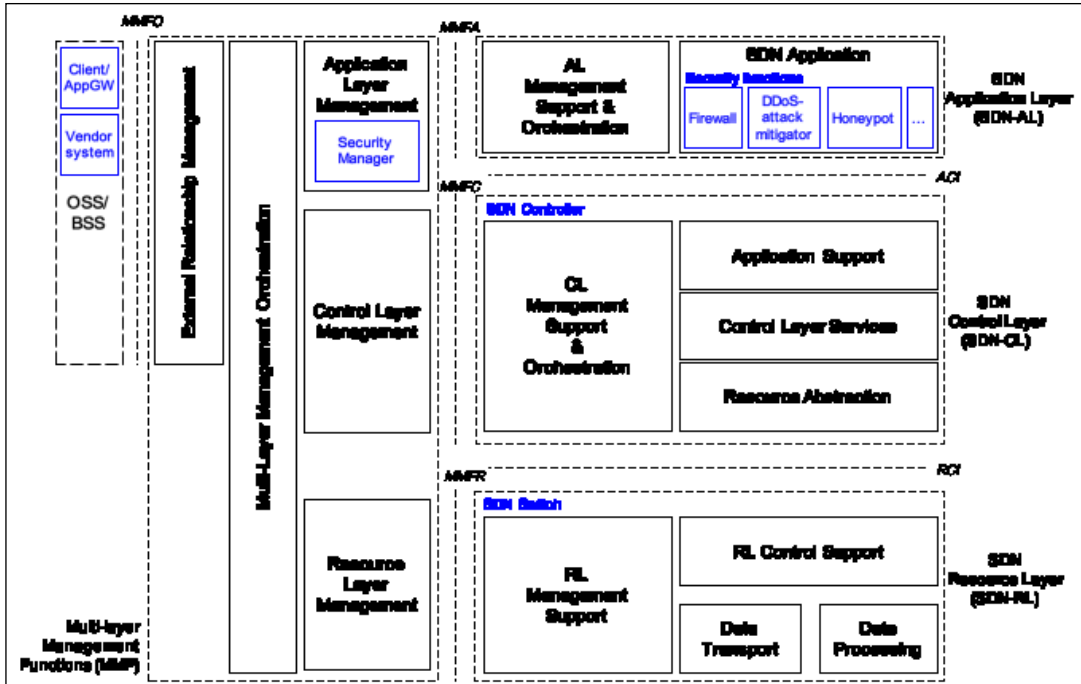 MMFO
Client/
AppGW
Vendor
system
OSS/
BSS
External Relationship Management
Multi-Layer Management Orchestration
Application
Layer
Management
Security
Manager
Control Layer
Management
Resource
Layer
Management
Multi-layer
Management
Functions (MMF)
MMFA
AL
Management
Support &
Orchestration
SDN Application
Security functions
Firewall
DDoS-
attack
mitigator
Honeypot
...
SDN
Application Layer
(SDN-AL)
MMFC
ACI
SDN Controller
CL
Management
Support
&
Orchestration
Application Support
Control Layer Services
Resource Abstraction
SDN
Control Layer
(SDN-CL)
MMFR
RCI
SDN Switch
RL
Management
Support
RL Control Support
Data
Transport
Data
Processing
SDN
Resource Layer
(SDN-RL)